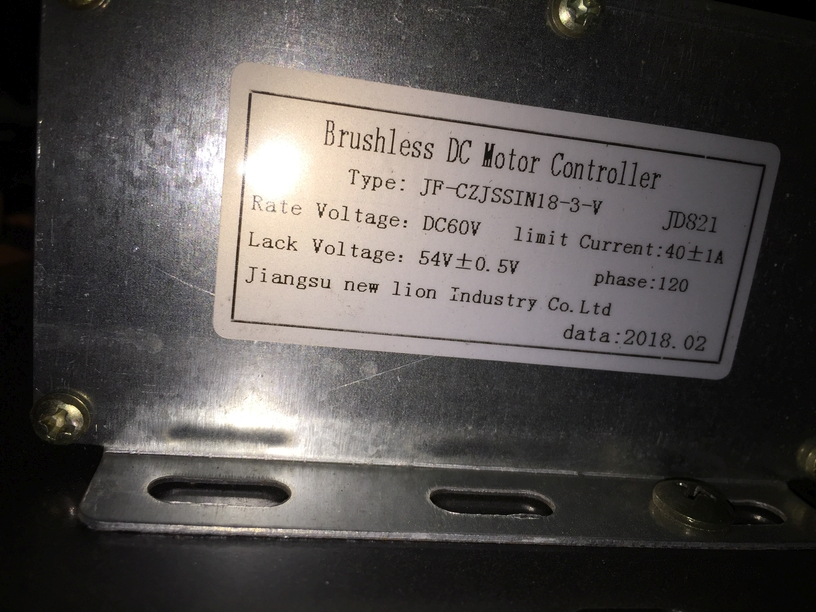 Brushless DC Motor Controller
Type: JF-CZJSSIN18-3-V JD821
Rate Voltage: DC60V limit Current:40±1A
Lack Voltage: 54V±0.5V phase:120
Jiangsu new lion Industry Co.Ltd
data:2018.02